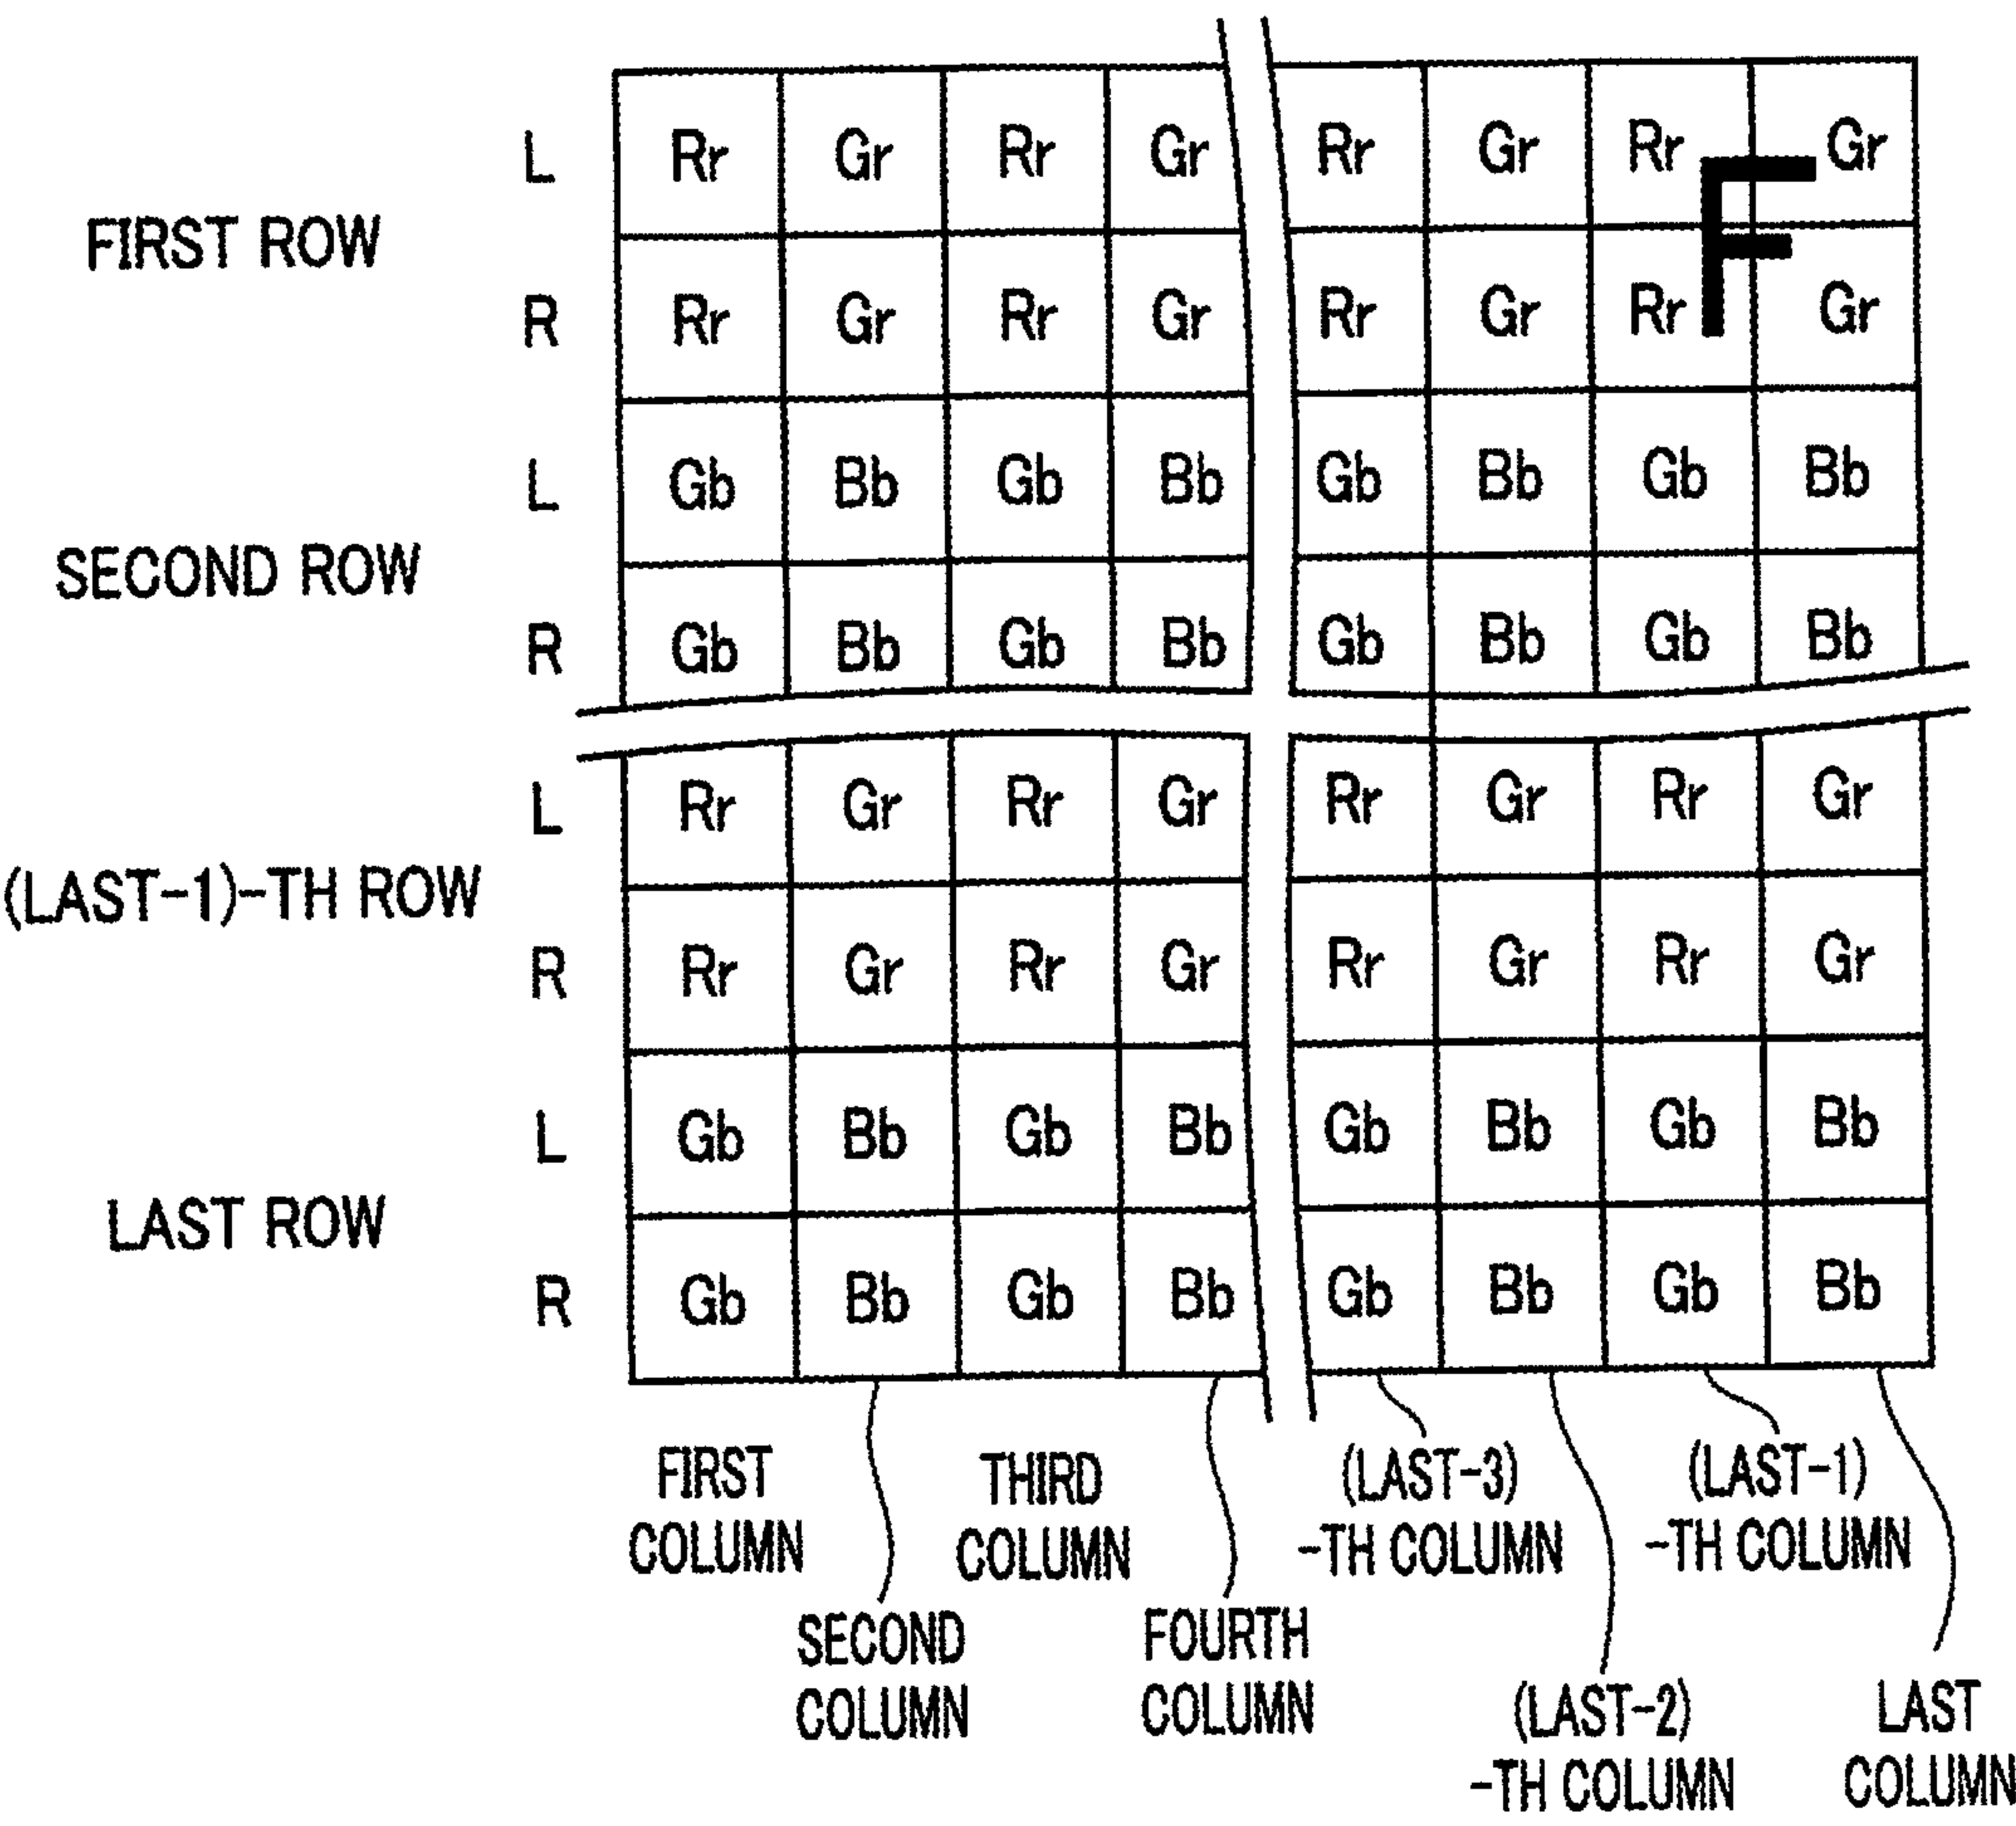 L Rr Gr Rr Gr Rr Gr Rr Gr
FIRST ROW
R Rr Gr Rr Gr Rr Gr Rr Gr
F
L Gb Bb Gb Bb Gb Bb Gb Bb
SECOND ROW
R Gb Bb Gb Bb Gb Bb Gb Bb
L Rr Gr Rr Gr Rr Gr Rr Gr
(LAST-1)-TH ROW
R Rr Gr Rr Gr Rr Gr Rr Gr
L Gb Bb Gb Bb Gb Bb Gb Bb
LAST ROW
R Gb Bb Gb Bb Gb Bb Gb Bb
FIRST
COLUMN
SECOND
COLUMN
THIRD
COLUMN
FOURTH
COLUMN
(LAST-3)
-TH COLUMN
(LAST-2)
-TH COLUMN
(LAST-1)
-TH COLUMN
LAST
COLUMN